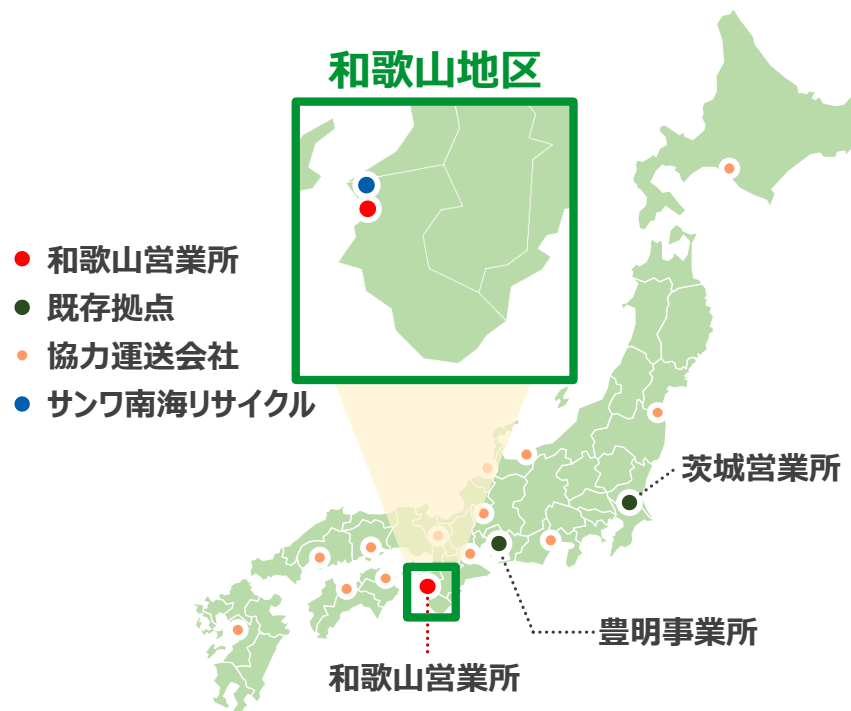 和歌山地区
和歌山営業所
既存拠点
協力運送会社
サンワ南海リサイクル
茨城営業所
豊明事業所
和歌山営業所